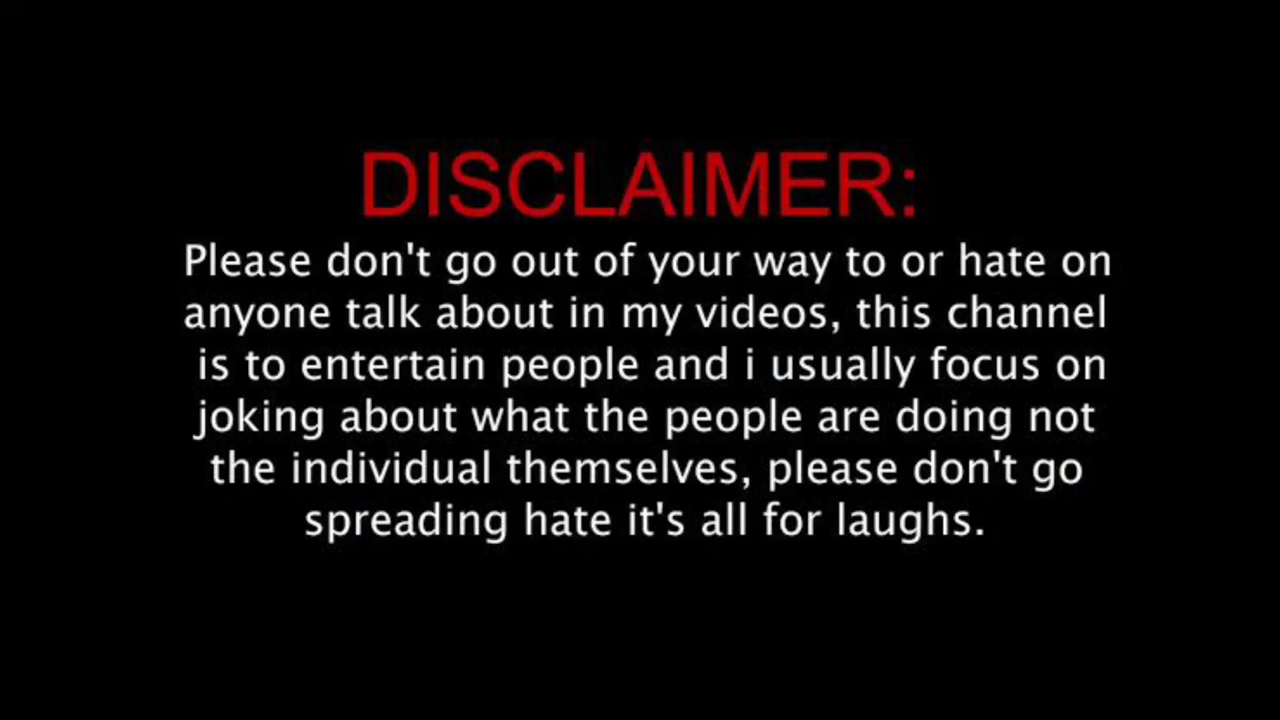 DISCLAIMER:
Please don't go out of your way to or hate on
anyone talk about in my videos, this channel
is to entertain people and i usually focus on
joking about what the people are doing not
the individual themselves, please don't go
spreading hate it's all for laughs.